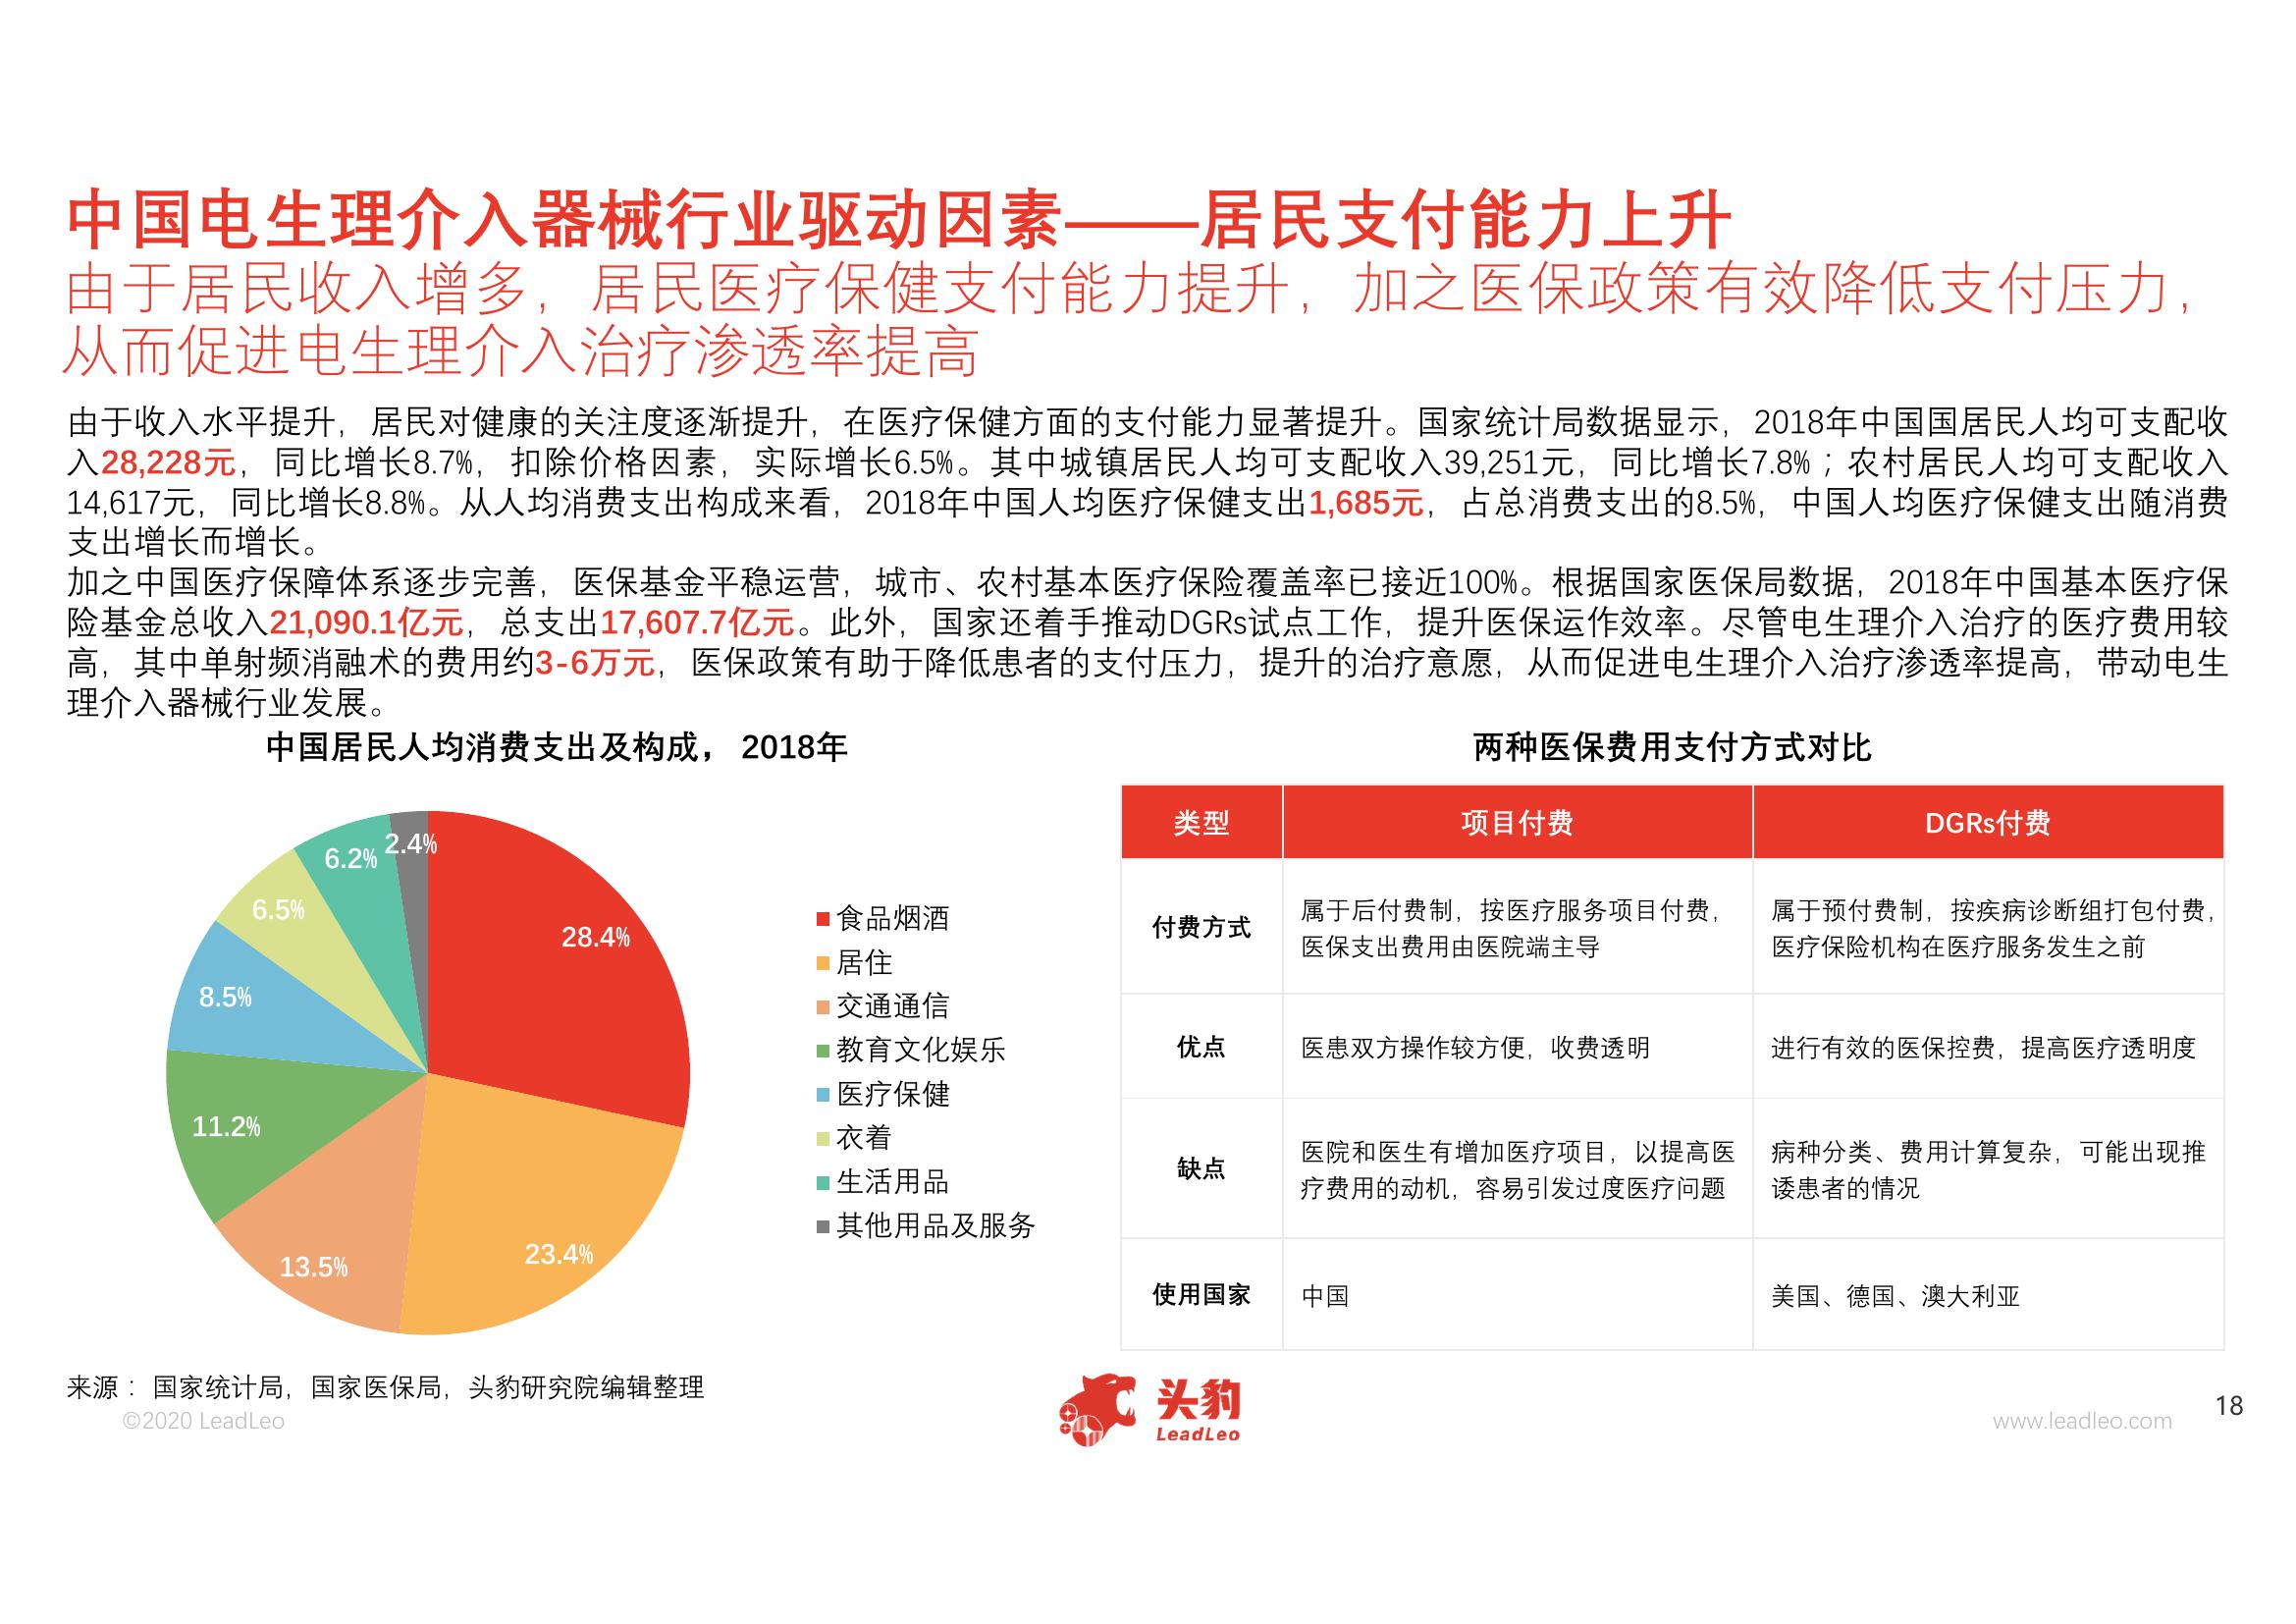 中国电生理介入器械行业驱动因素——居民支付能力上升
由于居民收入增多，居民医疗保健支付能力提升，加之医保政策有效降低支付压力，
从而促进电生理介入治疗渗透率提高
由于收入水平提升，居民对健康的关注度逐渐提升，在医疗保健方面的支付能力显著提升。国家统计局数据显示，2018年中国国居民人均可支配收
入28,228元，同比增长8.7%，扣除价格因素，实际增长6.5%。其中城镇居民人均可支配收入39,251元，同比增长7.8%；农村居民人均可支配收入
14,617元，同比增长8.8%。从人均消费支出构成来看，2018年中国人均医疗保健支出1,685元，占总消费支出的8.5%，中国人均医疗保健支出随消费
支出增长而增长。
加之中国医疗保障体系逐步完善，医保基金平稳运营，城市、农村基本医疗保险覆盖率已接近100%。根据国家医保局数据，2018年中国基本医疗保
险基金总收入21,090.1亿元，总支出17,607.7亿元。此外，国家还着手推动DGRs试点工作，提升医保运作效率。尽管电生理介入治疗的医疗费用较
高，其中单射频消融术的费用约3-6万元，医保政策有助于降低患者的支付压力，提升的治疗意愿，从而促进电生理介入治疗渗透率提高，带动电生
理介入器械行业发展。
中国居民人均消费支出及构成，2018年
28.4%
23.4%
13.5%
11.2%
8.5%
6.5%
6.2%
2.4%
食品烟酒
居住
交通通信
教育文化娱乐
医疗保健
衣着
生活用品
其他用品及服务
两种医保费用支付方式对比
类型 项目付费 DGRs付费
付费方式
属于后付费制，按医疗服务项目付费，
医保支出费用由医院端主导
属于预付费制，按疾病诊断组打包付费，
医疗保险机构在医疗服务发生之前
优点 医患双方操作较方便，收费透明 进行有效的医保控费，提高医疗透明度
缺点
医院和医生有增加医疗项目，以提高医
疗费用的动机，容易引发过度医疗问题
病种分类、费用计算复杂，可能出现推
诿患者的情况
使用国家 中国 美国、德国、澳大利亚
来源：国家统计局，国家医保局，头豹研究院编辑整理
©2020 LeadLeo
头豹
LeadLeo
www.leadleo.com
18